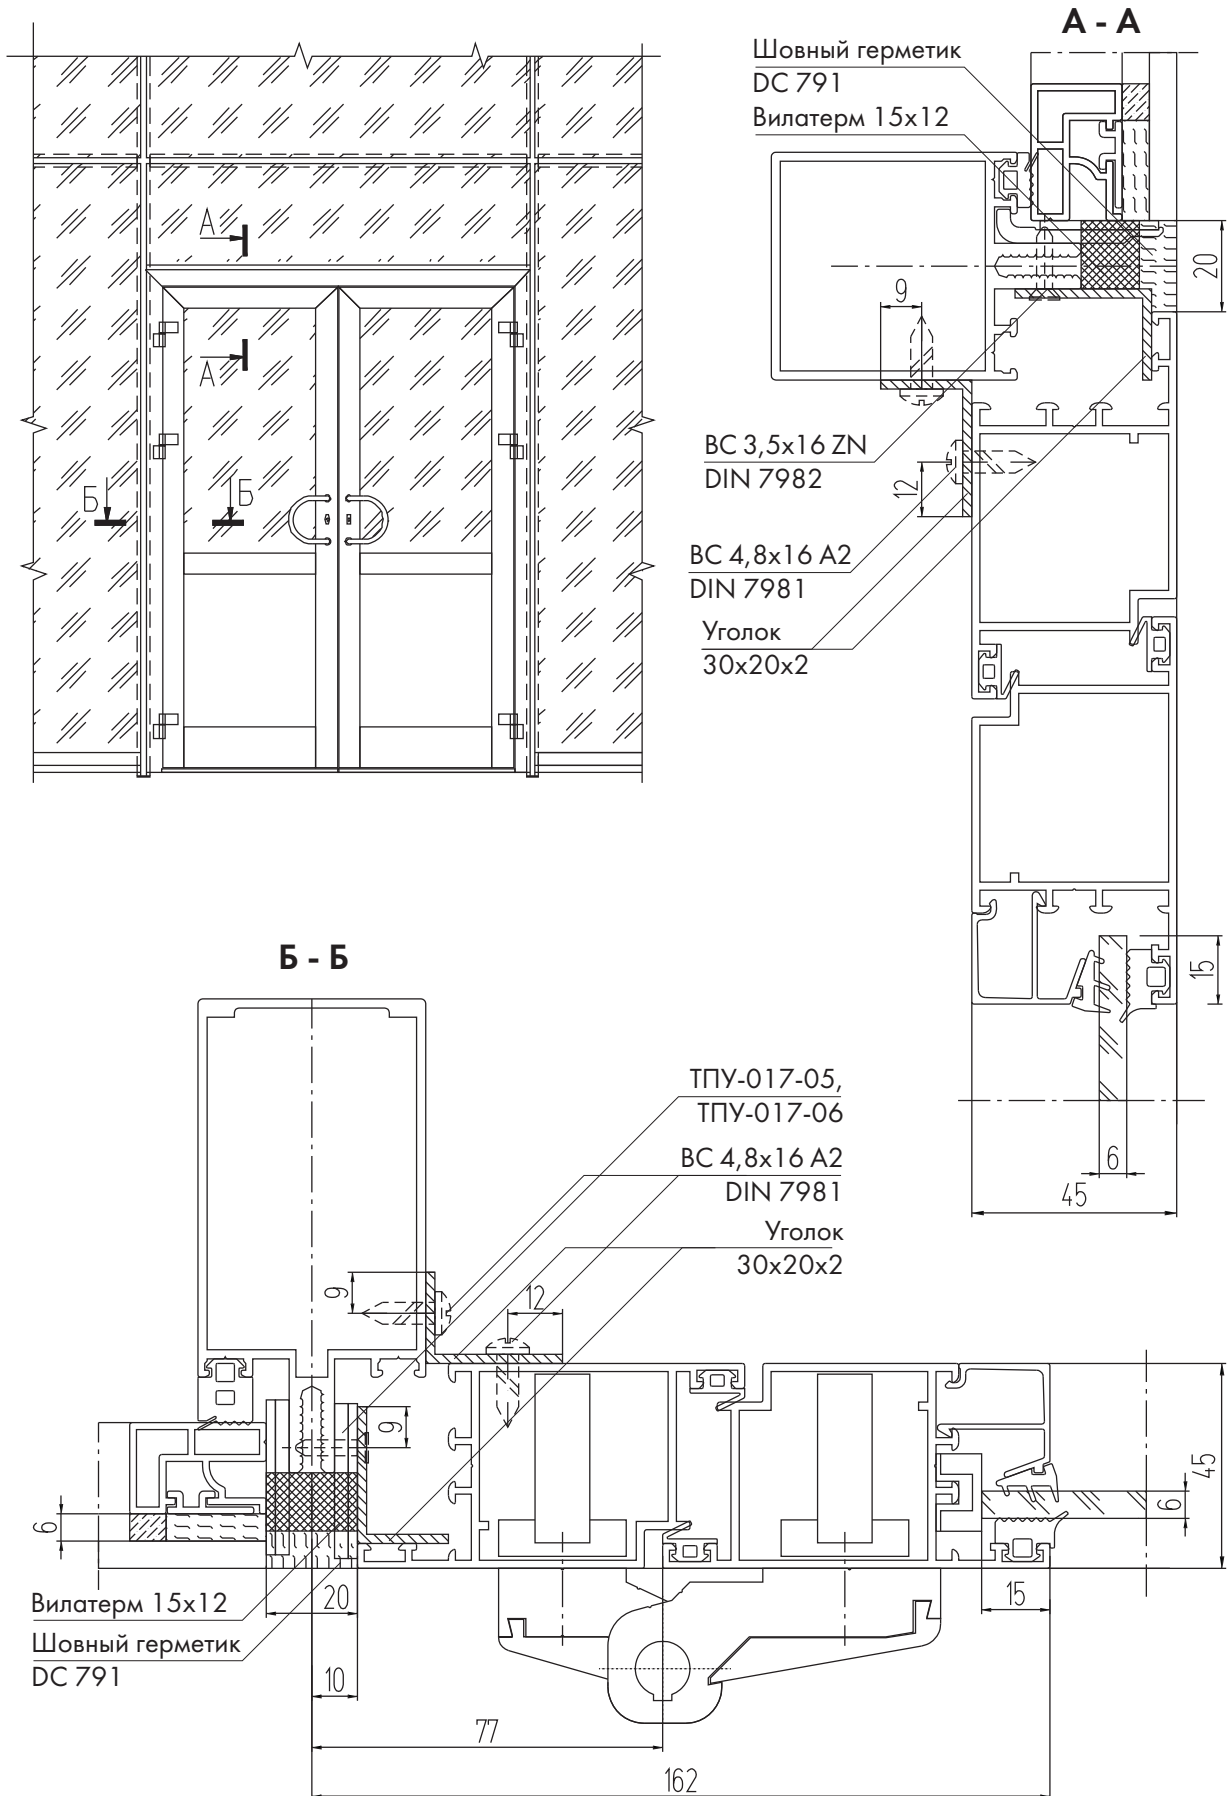 А - А
Шовный герметик
DC 791
Вилатерм 15х12
20
9
А
А
ВС 3,5х16 ZN
DIN 7982
12
Б
Б
ВС 4,8х16 А2
DIN 7981
Уголок
30х20х2
15
Б - Б
ТПУ-017-05,
ТПУ-017-06
6
ВС 4,8х16 А2
DIN 7981
45
Уголок
30х20х2
9
12
9
45
6
6
Вилатерм 15х12
20
15
Шовный герметик
DC 791
10
77
162